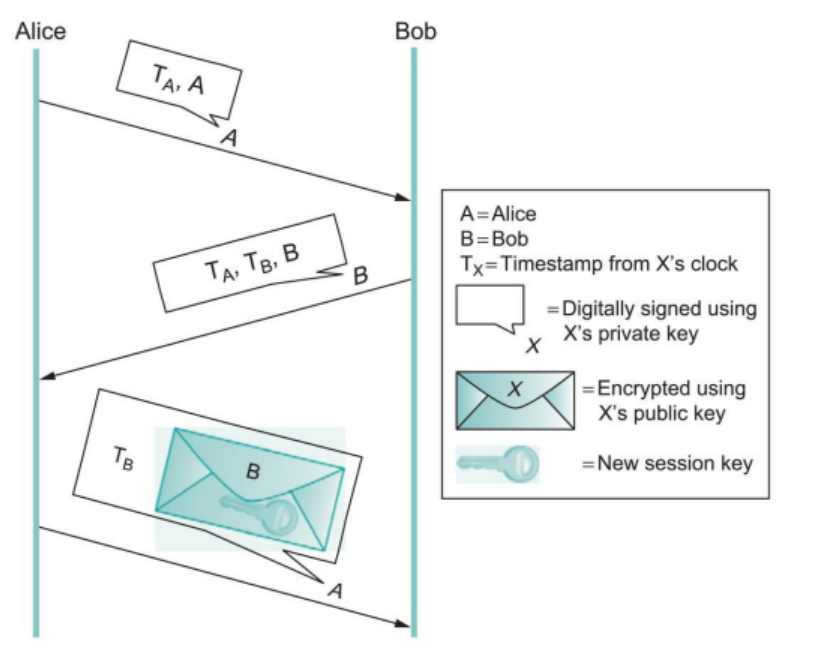 Alice
Bob
T_A, A
A
T_A, T_B, B
B
T_B
B
A
A=Alice
B=Bob
T_X=Timestamp from X's clock
=Digitally signed using
X's private key
X
X
=Encrypted using
X's public key
=New session key